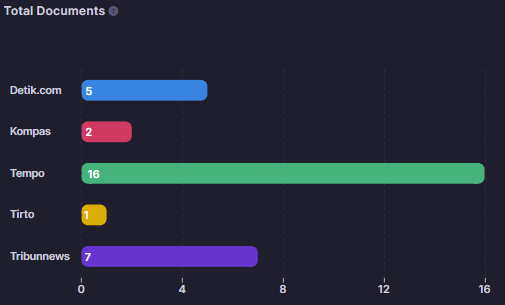 Total Documents
Detik.com 5
Kompas 2
Tempo 16
Tirto 1
Tribunnews 7
0 4 8 12 16